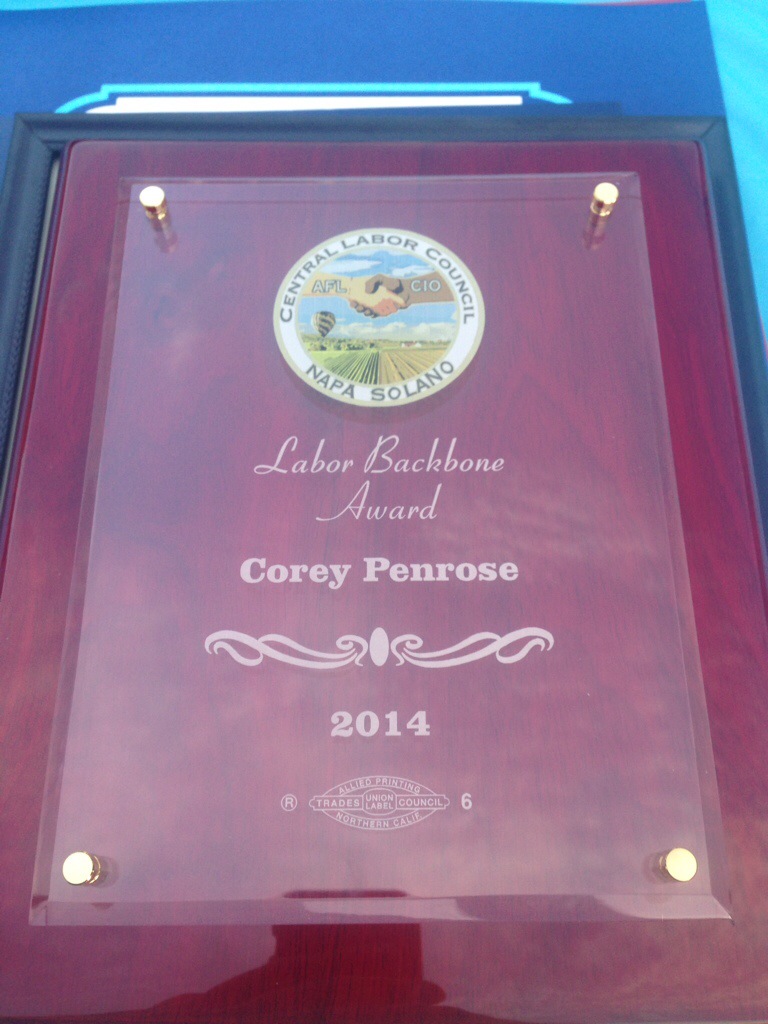 CENTRAL LABOR COUNCIL
AFL CIO
NAPA SOLANO
Labor Backbone
Award
Corey Penrose
2014
ALLIED PRINTING
® TRADES UNION LABEL COUNCIL 6
NORTHERN CALIF.